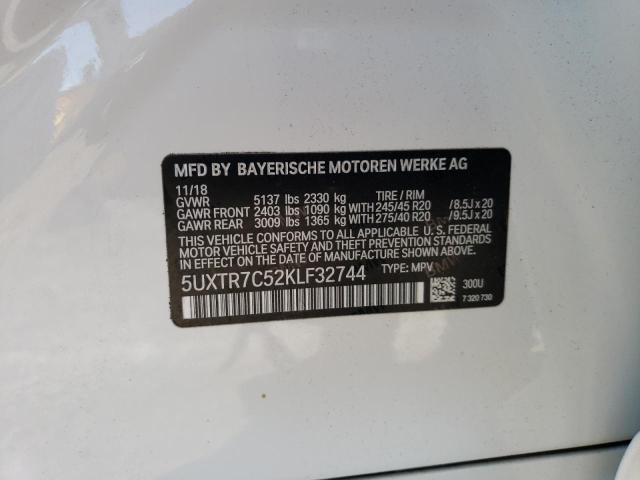 MFD BY BAYERISCHE MOTOREN WERKE AG
11/18
GVWR 5137 lbs 2330 kg TIRE / RIM
GAWR FRONT 2403 lbs 1090 kg WITH 245/45 R20 /8.5J x 20
GAWR REAR 3009 lbs 1365 kg WITH 275/40 R20 /9.5J x 20
THIS VEHICLE CONFORMS TO ALL APPLICABLE U. S. FEDERAL
MOTOR VEHICLE SAFETY, BUMPER AND THEFT PREVENTION
STANDARDS IN EFFECT ON THE DATE OF MANUFACTURE SHOWN ABOVE.
5UXTR7C52KLF32744 TYPE: MPV
300U
7 320 730